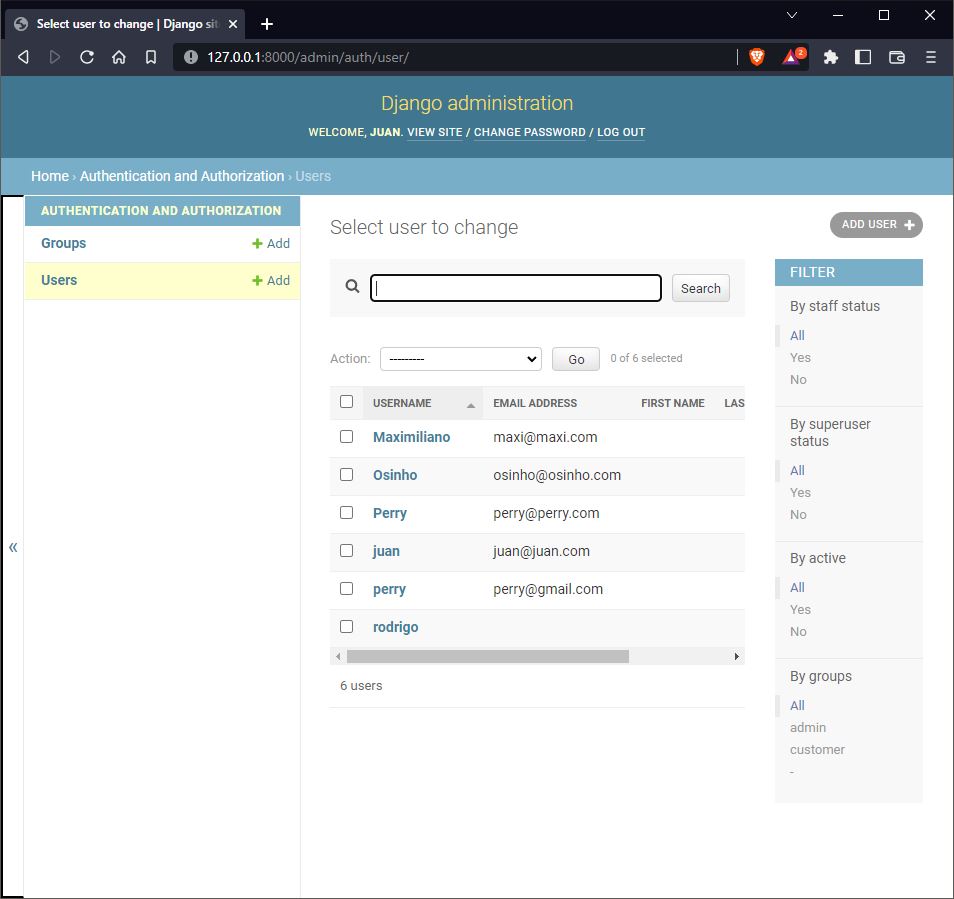 Select user to change | Django sit
127.0.0.1:8000/admin/auth/user/
2
Django administration
WELCOME, JUAN. VIEW SITE / CHANGE PASSWORD / LOG OUT
Home › Authentication and Authorization › Users
AUTHENTICATION AND AUTHORIZATION
Groups + Add
Users + Add
«
Select user to change
ADD USER +
Search
Action: --------- Go 0 of 6 selected
USERNAME EMAIL ADDRESS FIRST NAME LAS
Maximiliano maxi@maxi.com
Osinho osinho@osinho.com
Perry perry@perry.com
juan juan@juan.com
perry perry@gmail.com
rodrigo
6 users
FILTER
By staff status
All
Yes
No
By superuser
status
All
Yes
No
By active
All
Yes
No
By groups
All
admin
customer
-